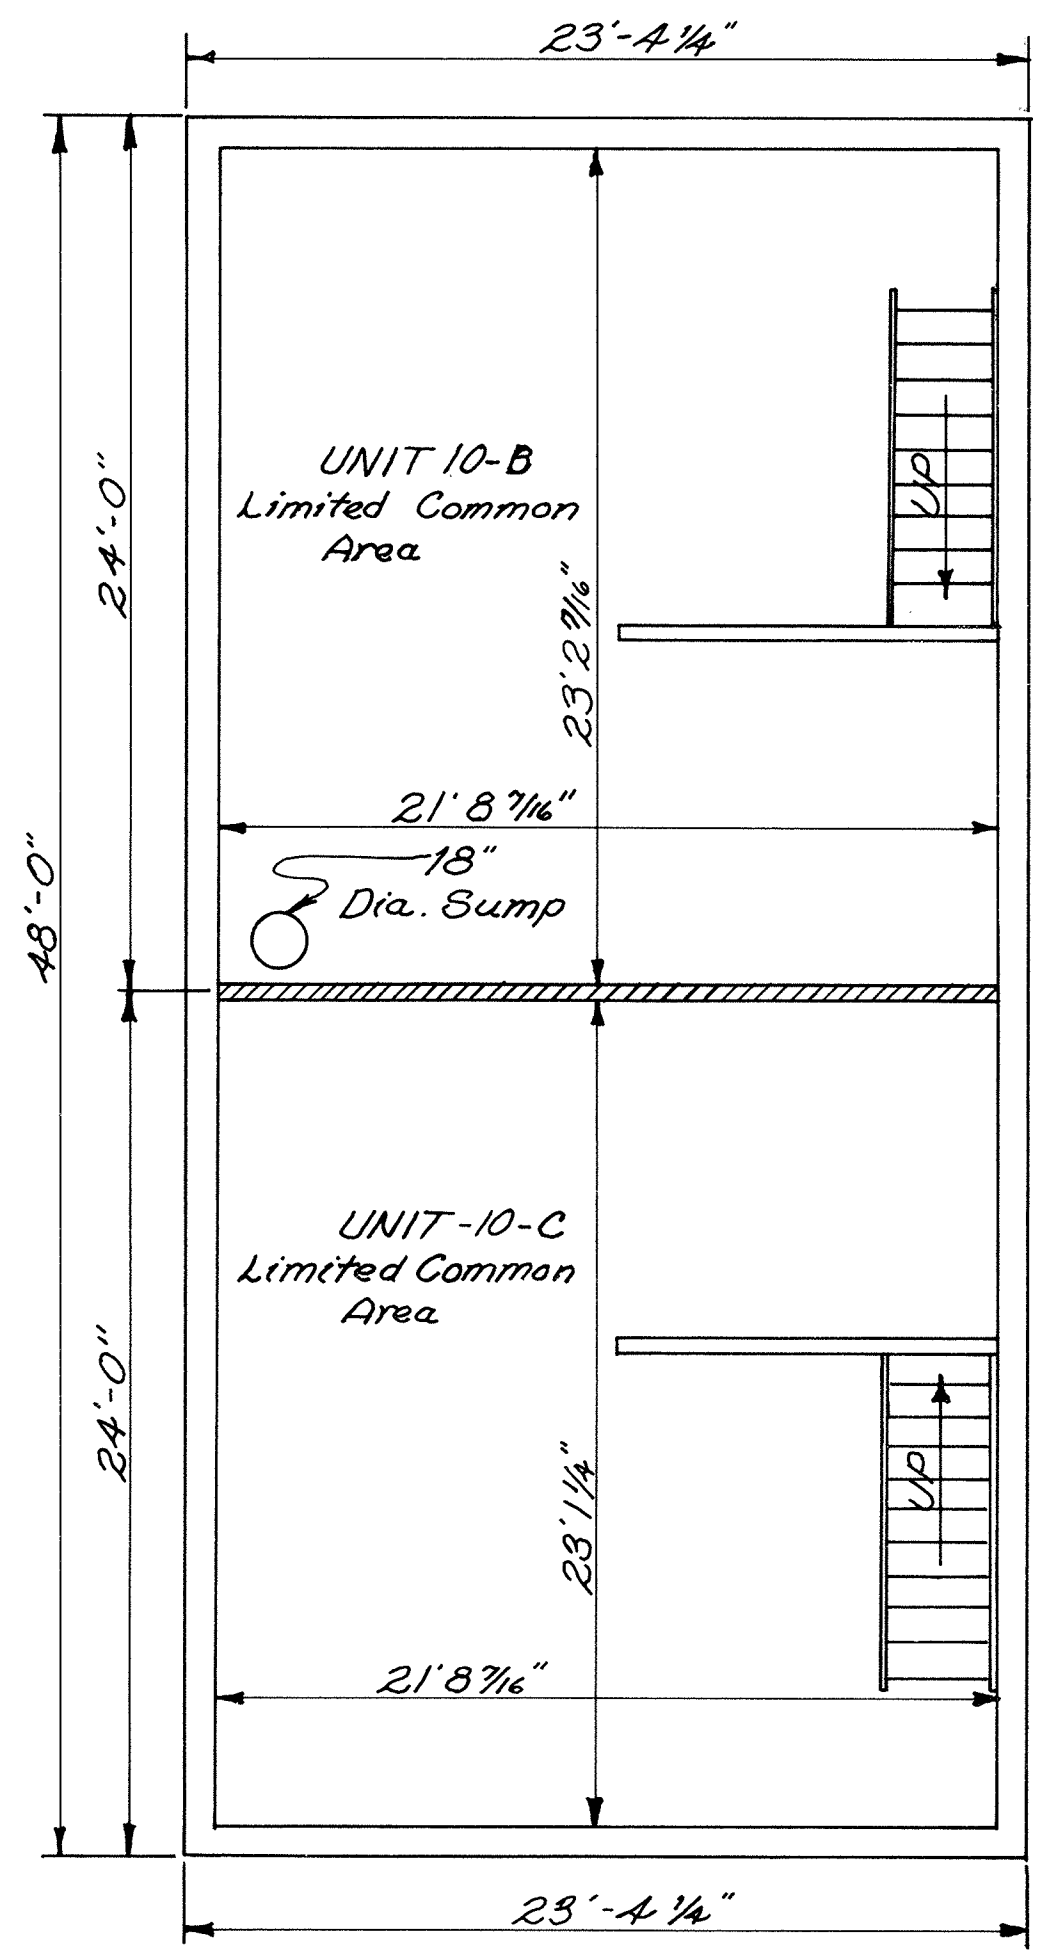 23'-4 1/4"
24'-0"
UNIT 10-B
Limited Common
Area
UP
23' 2 7/16"
21' 8 7/16"
18"
Dia. Sump
48'-0"
UNIT-10-C
Limited Common
Area
24'-0"
UP
23' 1 1/4"
21' 8 7/16"
23'-4 1/4"